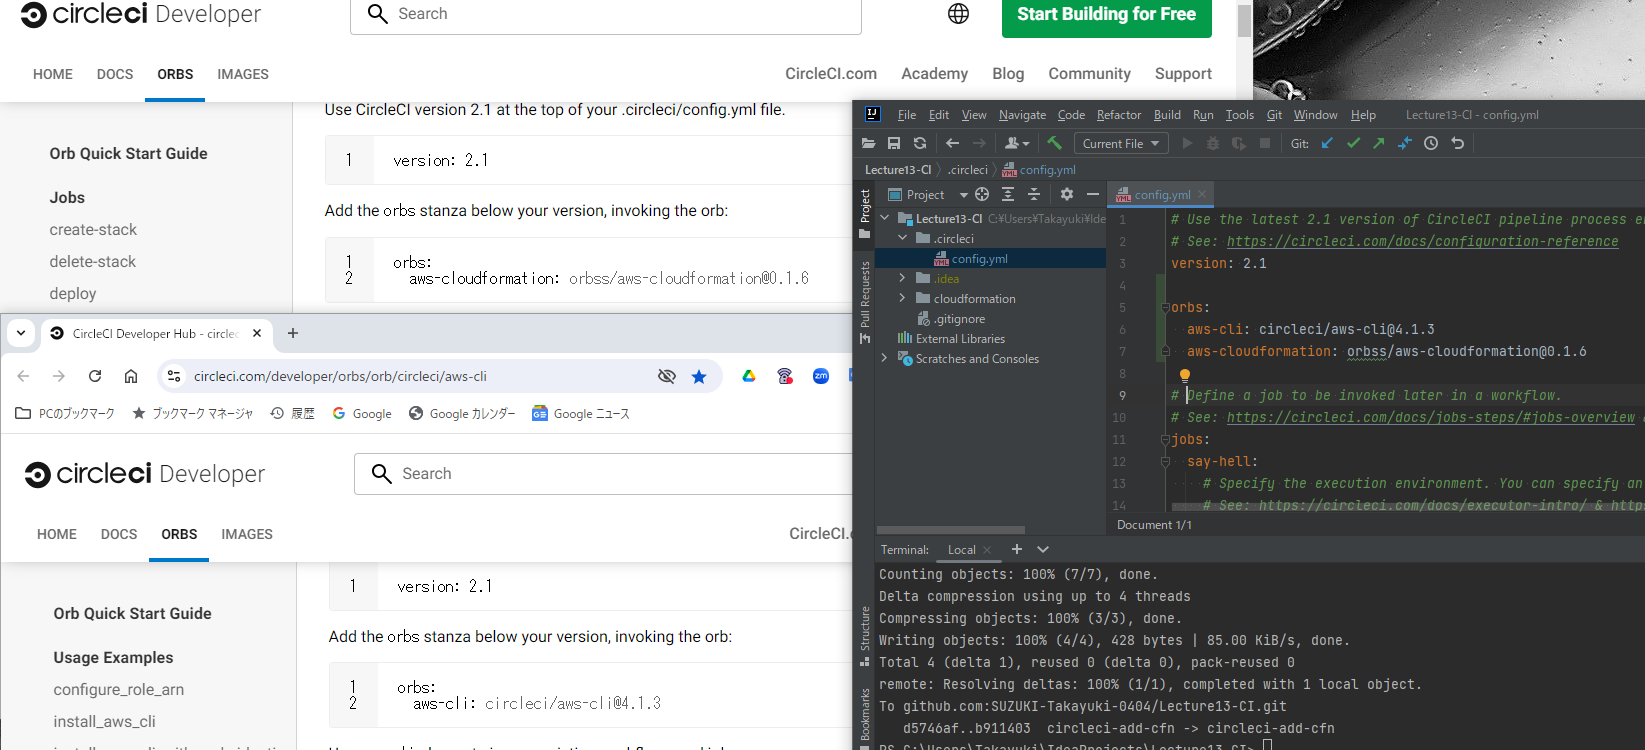 circleci Developer
Search
Start Building for Free
HOME DOCS ORBS IMAGES
CircleCI.com Academy Blog Community Support
Orb Quick Start Guide
Jobs
create-stack
delete-stack
deploy
Use CircleCI version 2.1 at the top of your .circleci/config.yml file.
1 version: 2.1
Add the orbs stanza below your version, invoking the orb:
1 orbs:
2 aws-cloudformation: orbss/aws-cloudformation@0.1.6
CircleCI Developer Hub - circlec
circleci.com/developer/orbs/orb/circleci/aws-cli
PCのブックマーク ブックマーク マネージャ 履歴 Google Google カレンダー Google ニュース
circleci Developer
Search
HOME DOCS ORBS IMAGES
CircleCI.
Orb Quick Start Guide
Usage Examples
configure_role_arn
install_aws_cli
1 version: 2.1
Add the orbs stanza below your version, invoking the orb:
1 orbs:
2 aws-cli: circleci/aws-cli@4.1.3
IJ File Edit View Navigate Code Refactor Build Run Tools Git Window Help Lecture13-CI - config.yml
Current File Git:
Lecture13-CI .circleci config.yml
Project
Pull Requests
Structure
Bookmarks
Project
Lecture13-CI C:¥Users¥Takayuki¥Ide
.circleci
config.yml
.idea
cloudformation
.gitignore
External Libraries
Scratches and Consoles
config.yml
1 # Use the latest 2.1 version of CircleCI pipeline process e
2 # See: https://circleci.com/docs/configuration-reference
3 version: 2.1
4
5 orbs:
6 aws-cli: circleci/aws-cli@4.1.3
7 aws-cloudformation: orbss/aws-cloudformation@0.1.6
8
9 # Define a job to be invoked later in a workflow.
10 # See: https://circleci.com/docs/jobs-steps/#jobs-overview
11 jobs:
12 say-hell:
13 # Specify the execution environment. You can specify an
14 # See: https://circleci.com/docs/executor-intro/ & http
Document 1/1
Terminal: Local
Counting objects: 100% (7/7), done.
Delta compression using up to 4 threads
Compressing objects: 100% (3/3), done.
Writing objects: 100% (4/4), 428 bytes | 85.00 KiB/s, done.
Total 4 (delta 1), reused 0 (delta 0), pack-reused 0
remote: Resolving deltas: 100% (1/1), completed with 1 local object.
To github.com:SUZUKI-Takayuki-0404/Lecture13-CI.git
d5746af..b911403 circleci-add-cfn -> circleci-add-cfn
PS C:\Users\Takayuki\IdeaProjects\Lecture13-CI>